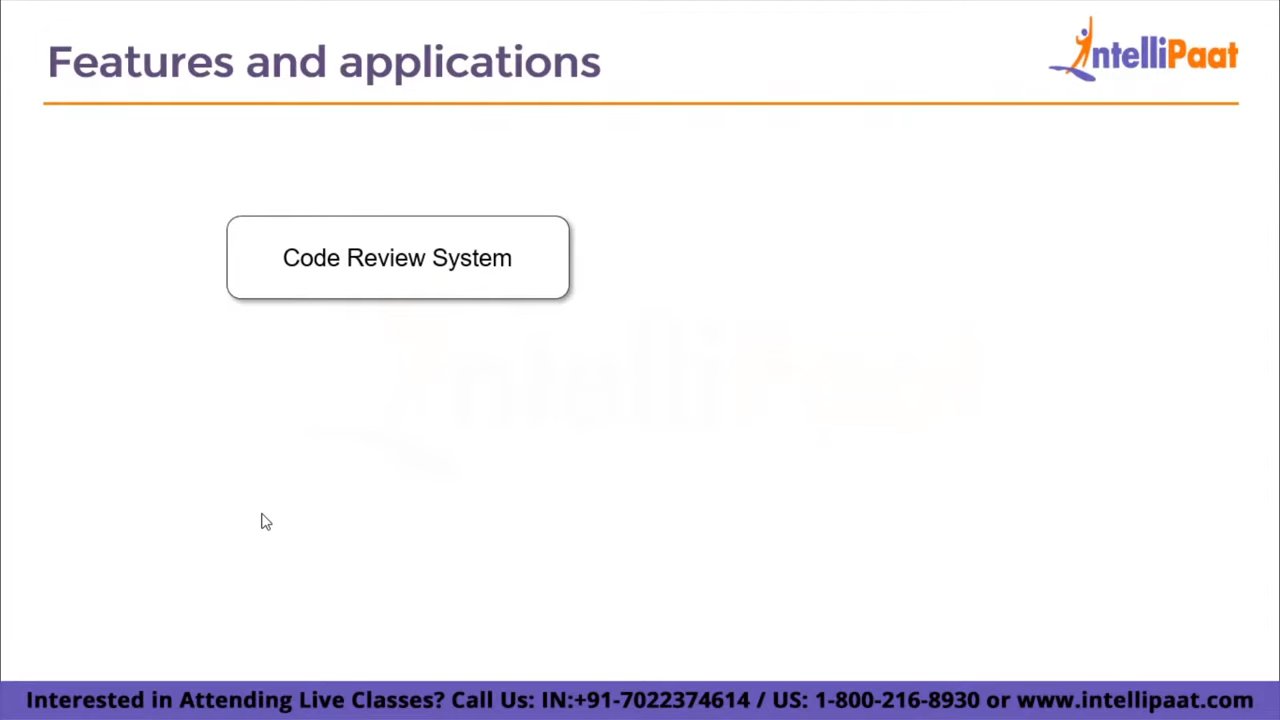 Features and applications
IntelliPaat
Code Review System
IntelliPaat
Interested in Attending Live Classes? Call Us: IN:+91-7022374614 / US: 1-800-216-8930 or www.intellipaat.com